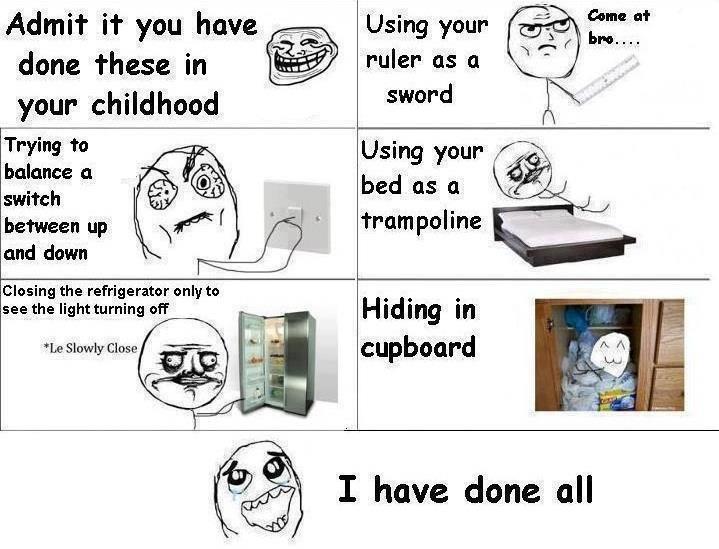 Admit it you have
done these in
your childhood
Using your
ruler as a
sword
Come at
bro....
Trying to
balance a
switch
between up
and down
Using your
bed as a
trampoline
Closing the refrigerator only to
see the light turning off
*Le Slowly Close
Hiding in
cupboard
I have done all